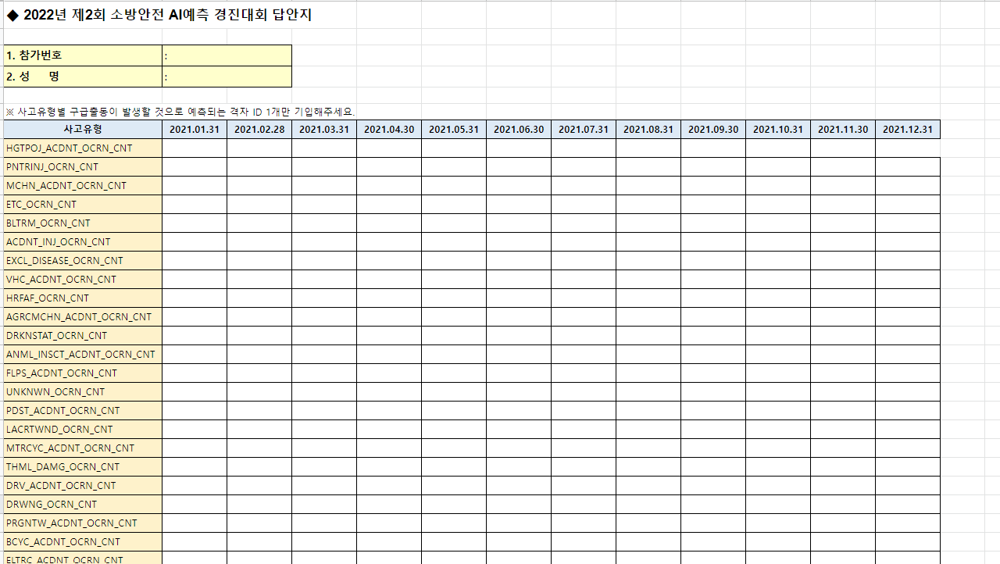 ◆ 2022년 제2회 소방안전 AI예측 경진대회 답안지
1. 참가번호 :
2. 성 명 :
※ 사고유형별 구급출동이 발생할 것으로 예측되는 격자 ID 1개만 기입해주세요.
사고유형 2021.01.31 2021.02.28 2021.03.31 2021.04.30 2021.05.31 2021.06.30 2021.07.31 2021.08.31 2021.09.30 2021.10.31 2021.11.30 2021.12.31
HGTPOJ_ACDNT_OCRN_CNT
PNTRINJ_OCRN_CNT
MCHN_ACDNT_OCRN_CNT
ETC_OCRN_CNT
BLTRM_OCRN_CNT
ACDNT_INJ_OCRN_CNT
EXCL_DISEASE_OCRN_CNT
VHC_ACDNT_OCRN_CNT
HRFAF_OCRN_CNT
AGRCMCHN_ACDNT_OCRN_CNT
DRKNSTAT_OCRN_CNT
ANML_INSCT_ACDNT_OCRN_CNT
FLPS_ACDNT_OCRN_CNT
UNKNWN_OCRN_CNT
PDST_ACDNT_OCRN_CNT
LACRTWND_OCRN_CNT
MTRCYC_ACDNT_OCRN_CNT
THML_DAMG_OCRN_CNT
DRV_ACDNT_OCRN_CNT
DRWNG_OCRN_CNT
PRGNTW_ACDNT_OCRN_CNT
BCYC_ACDNT_OCRN_CNT
ELTRC_ACDNT_OCRN_CNT